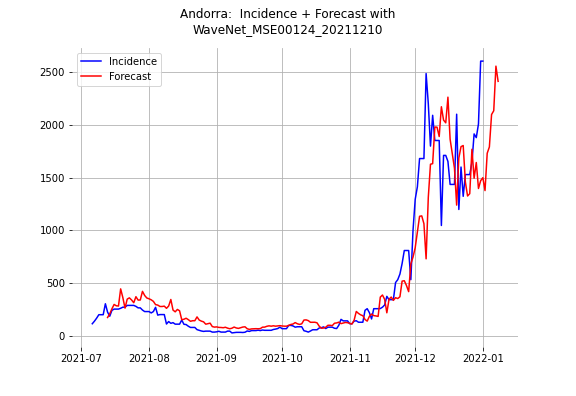 Andorra:  Incidence + Forecast with
WaveNet_MSE00124_20211210
Incidence
Forecast
2500
2000
1500
1000
500
0
2021-07 2021-08 2021-09 2021-10 2021-11 2021-12 2022-01